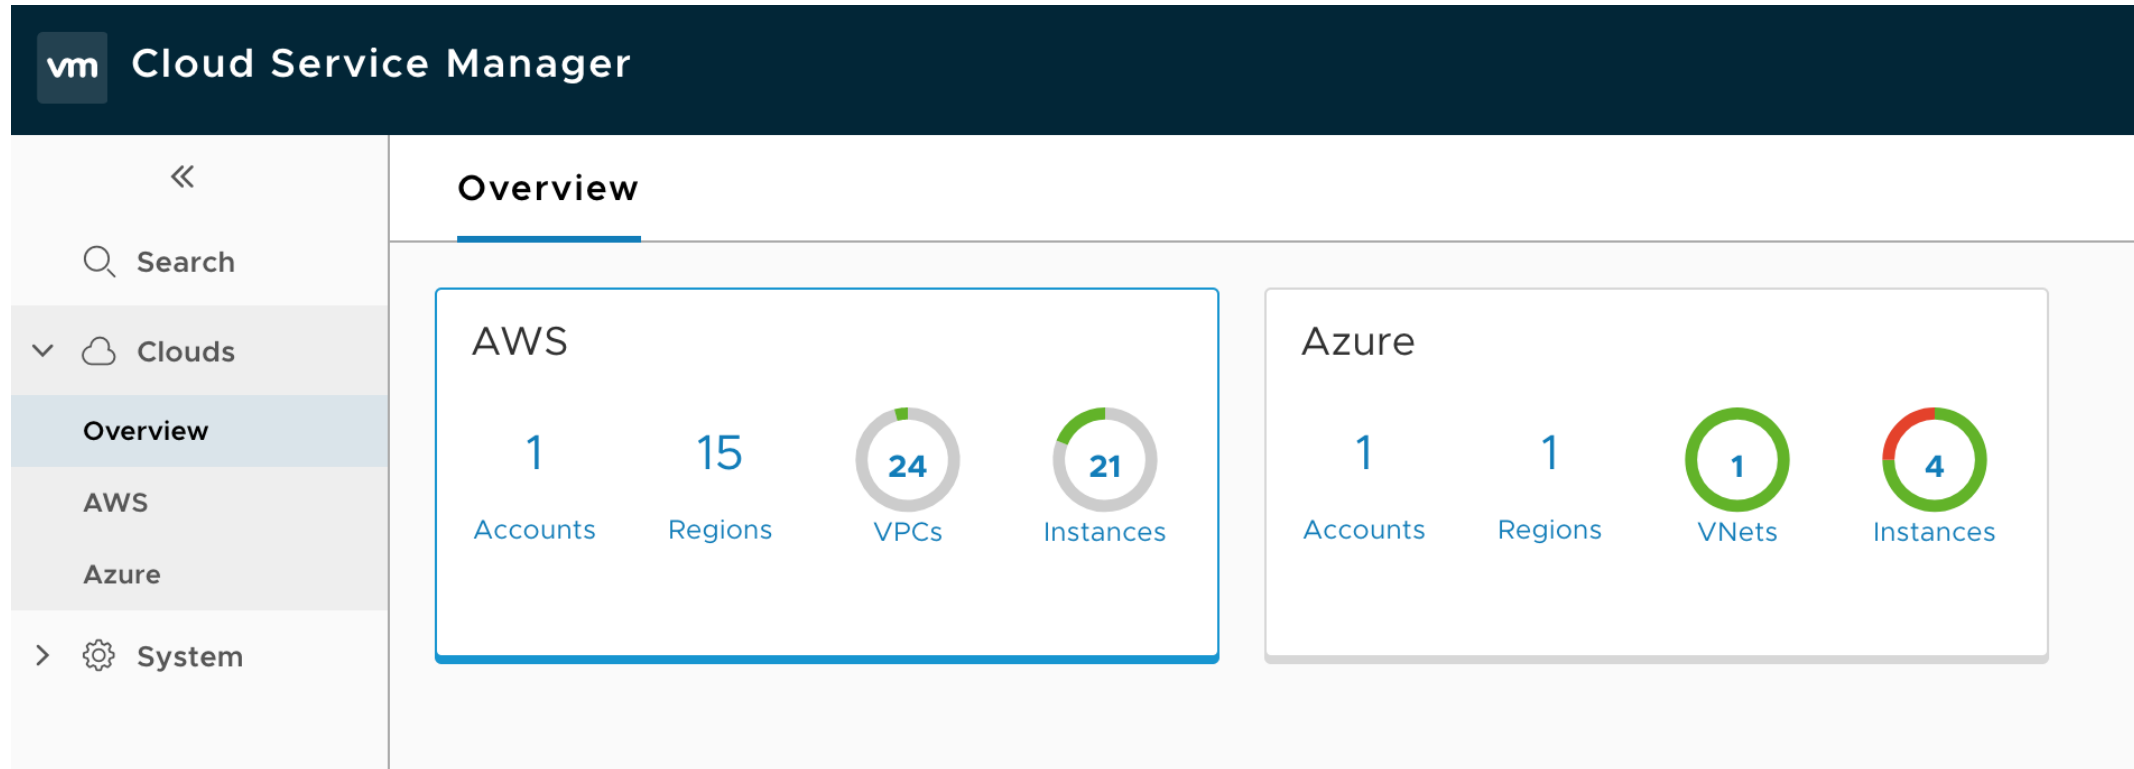 vm Cloud Service Manager
Search
Clouds
Overview
AWS
Azure
System
Overview
AWS
1 15 24 21
Accounts Regions VPCs Instances
Azure
1 1 1 4
Accounts Regions VNets Instances